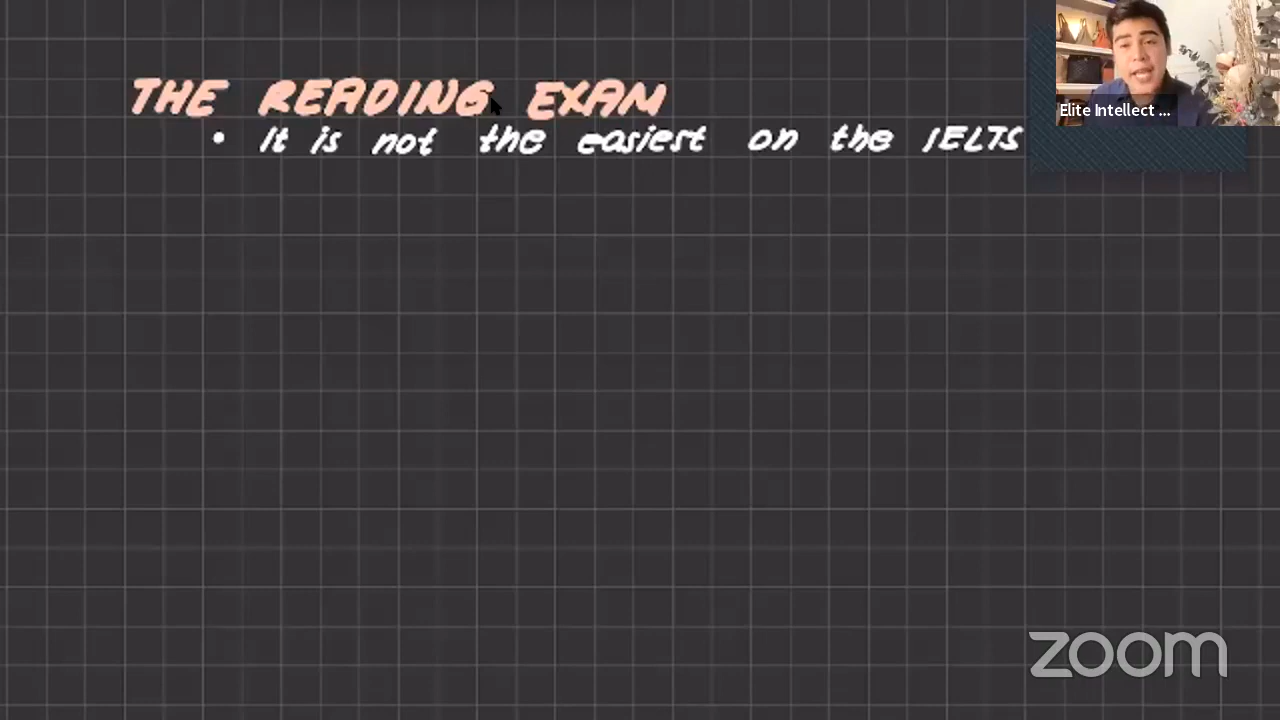 THE READING EXAM
• It is not the easiest on the IELTS
Elite Intellect ...
zoom